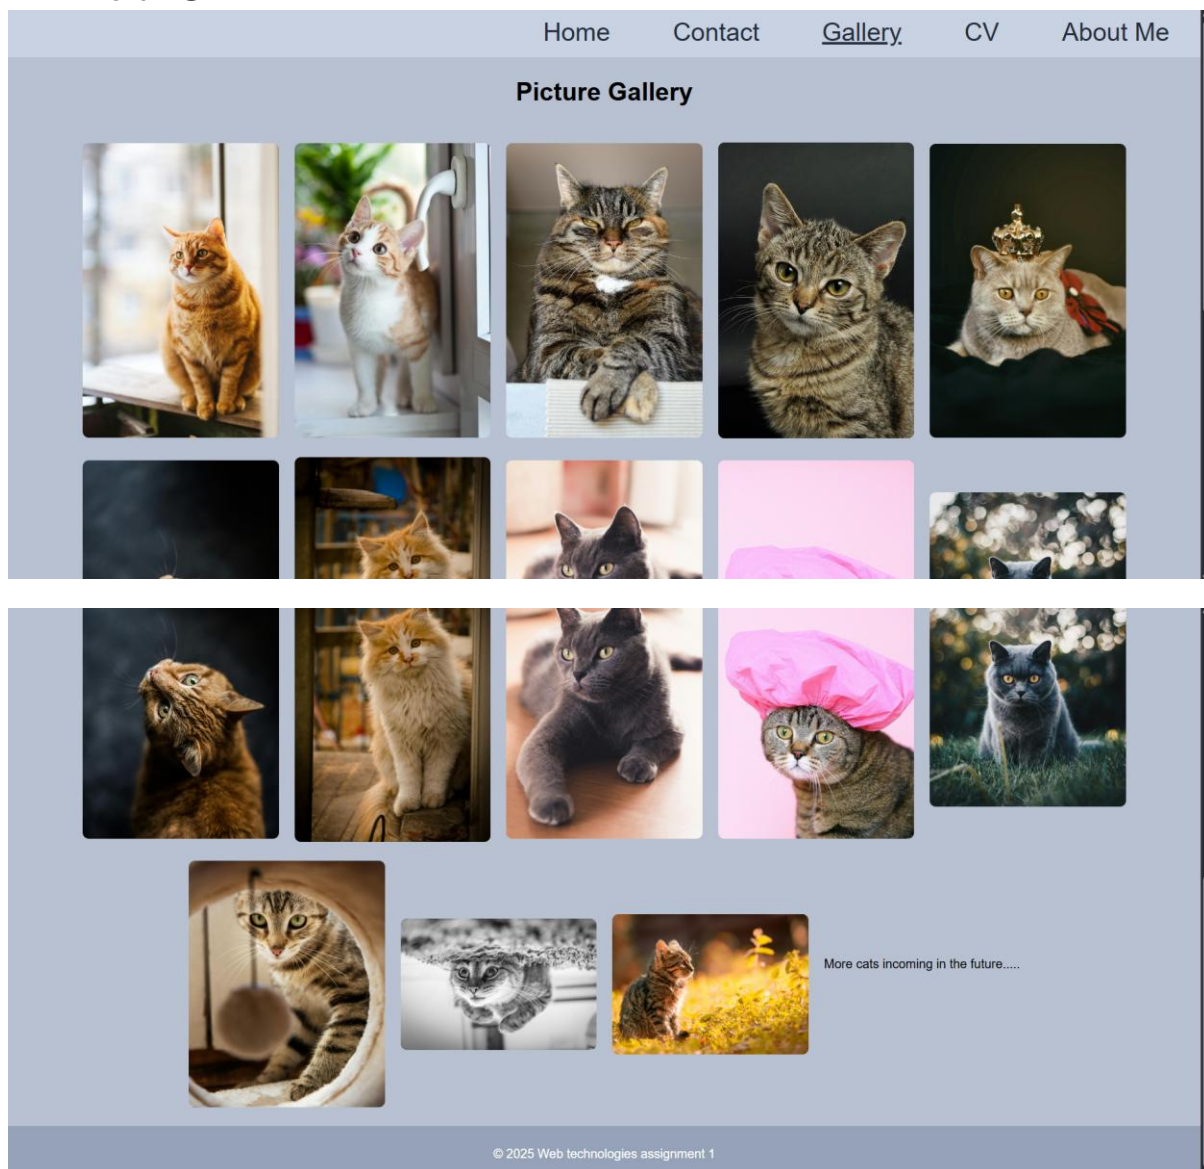 Home Contact Gallery CV About Me
Picture Gallery
More cats incoming in the future.....
© 2025 Web technologies assignment 1